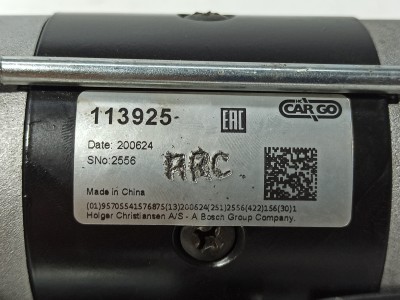 CARGO
113925-
EAC
Date: 200624
SNo:2556
ARC
Made in China
(01)95705541576875(13)200624(251)2556(422)156(30)1
Holger Christiansen A/S - A Bosch Group Company.